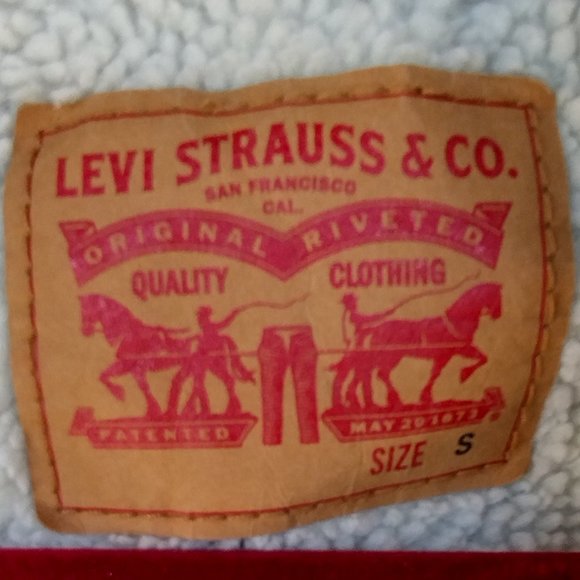 LEVI STRAUSS & CO.
SAN FRANCISCO
CAL.
ORIGINAL RIVETED
QUALITY CLOTHING
PATENTED MAY 20 1873
SIZE S